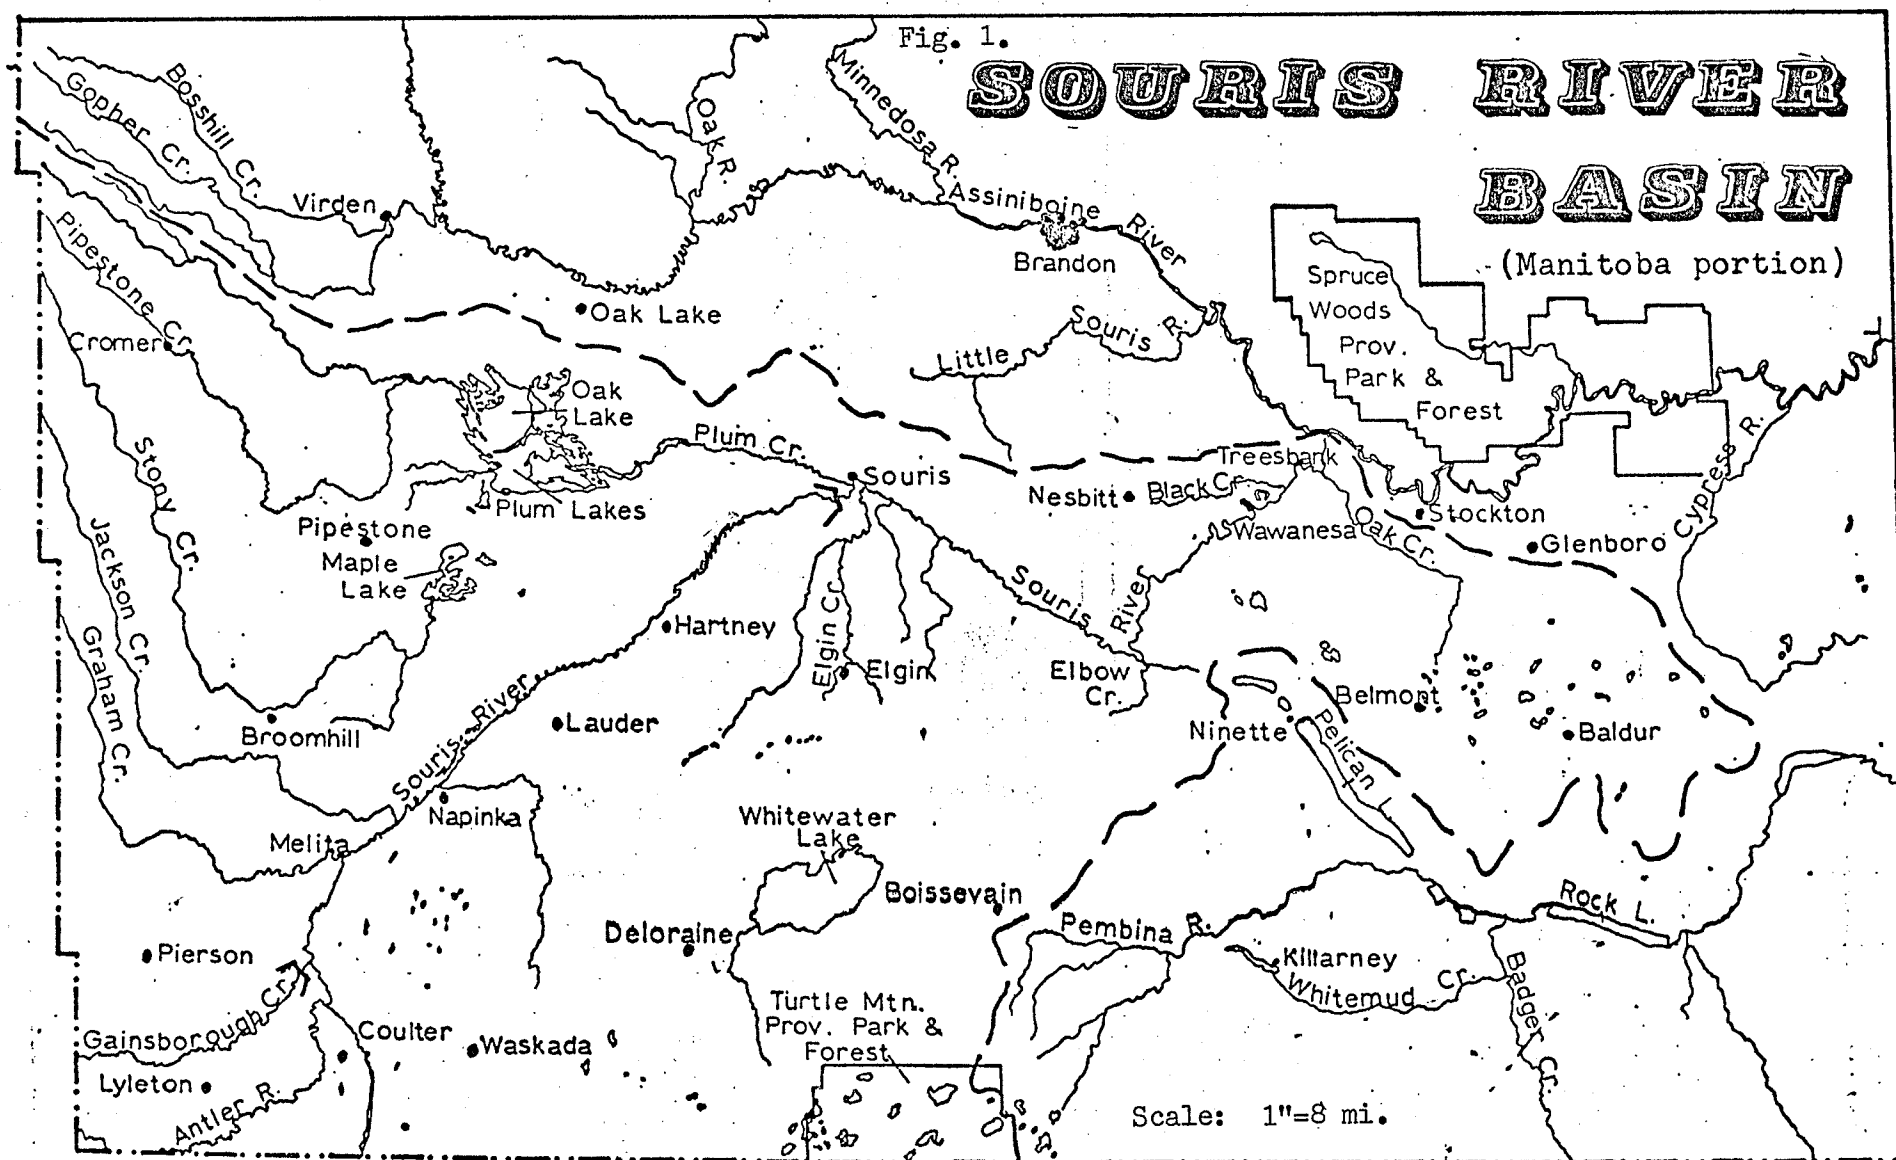 Fig. 1.
SOURIS RIVER
BASIN
(Manitoba portion)
Bosshill Cr.
Gopher Cr.
Minnedosa R.
Oak R.
Virden
Assiniboine River
Brandon
Pipestone Cr.
Spruce
Woods
Prov.
Park &
Forest
Oak Lake
Cromer
Little Souris R.
Oak
Lake
Stony Cr.
Plum Cr.
Souris
Treesbank
Cypress R.
Nesbitt
Black Cr.
Plum Lakes
Stockton
Pipestone
Wawanesa
Oak Cr.
Glenboro
Jackson Cr.
Maple
Lake
Souris River
Hartney
Elgin Cr.
Elgin
Graham Cr.
Elbow
Cr.
Belmont
Broomhill
Souris River
Lauder
Ninette
Pelican L.
Baldur
Napinka
Whitewater
Lake
Melita
Boissevain
Rock L.
Deloraine
Pembina R.
Pierson
Killarney
Whitemud Cr.
Badger Cr.
Gainsborough Cr.
Coulter
Waskada
Turtle Mtn.
Prov. Park &
Forest
Lyleton
Antler R.
Scale: 1"=8 mi.